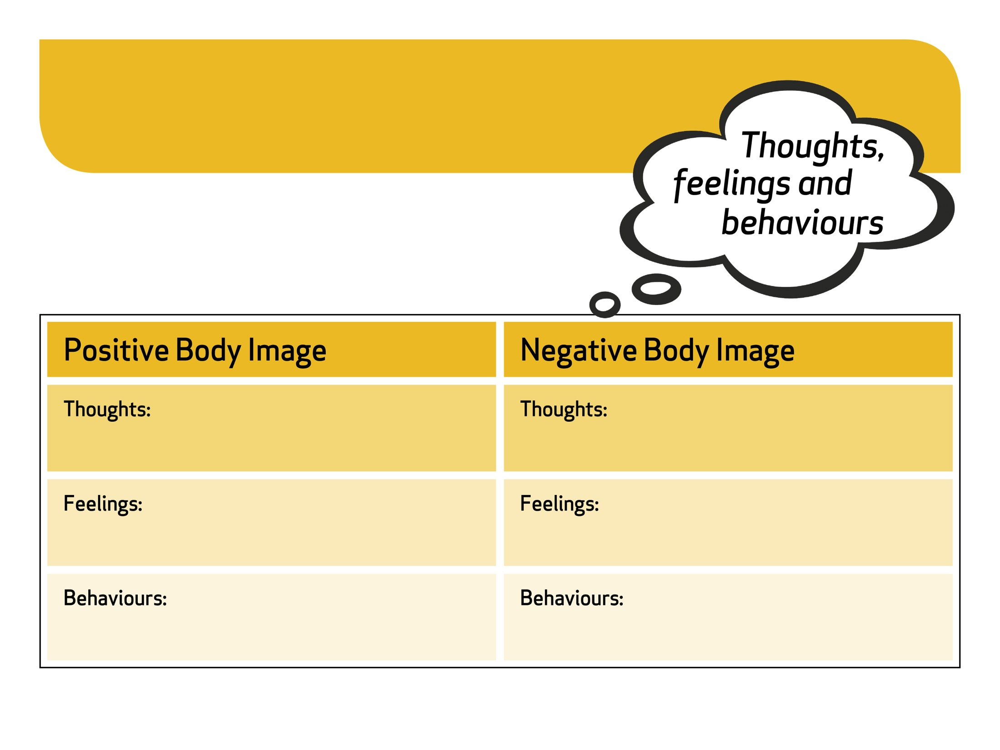 Thoughts,
feelings and
behaviours
Positive Body Image
Negative Body Image
Thoughts:
Thoughts:
Feelings:
Feelings:
Behaviours:
Behaviours: